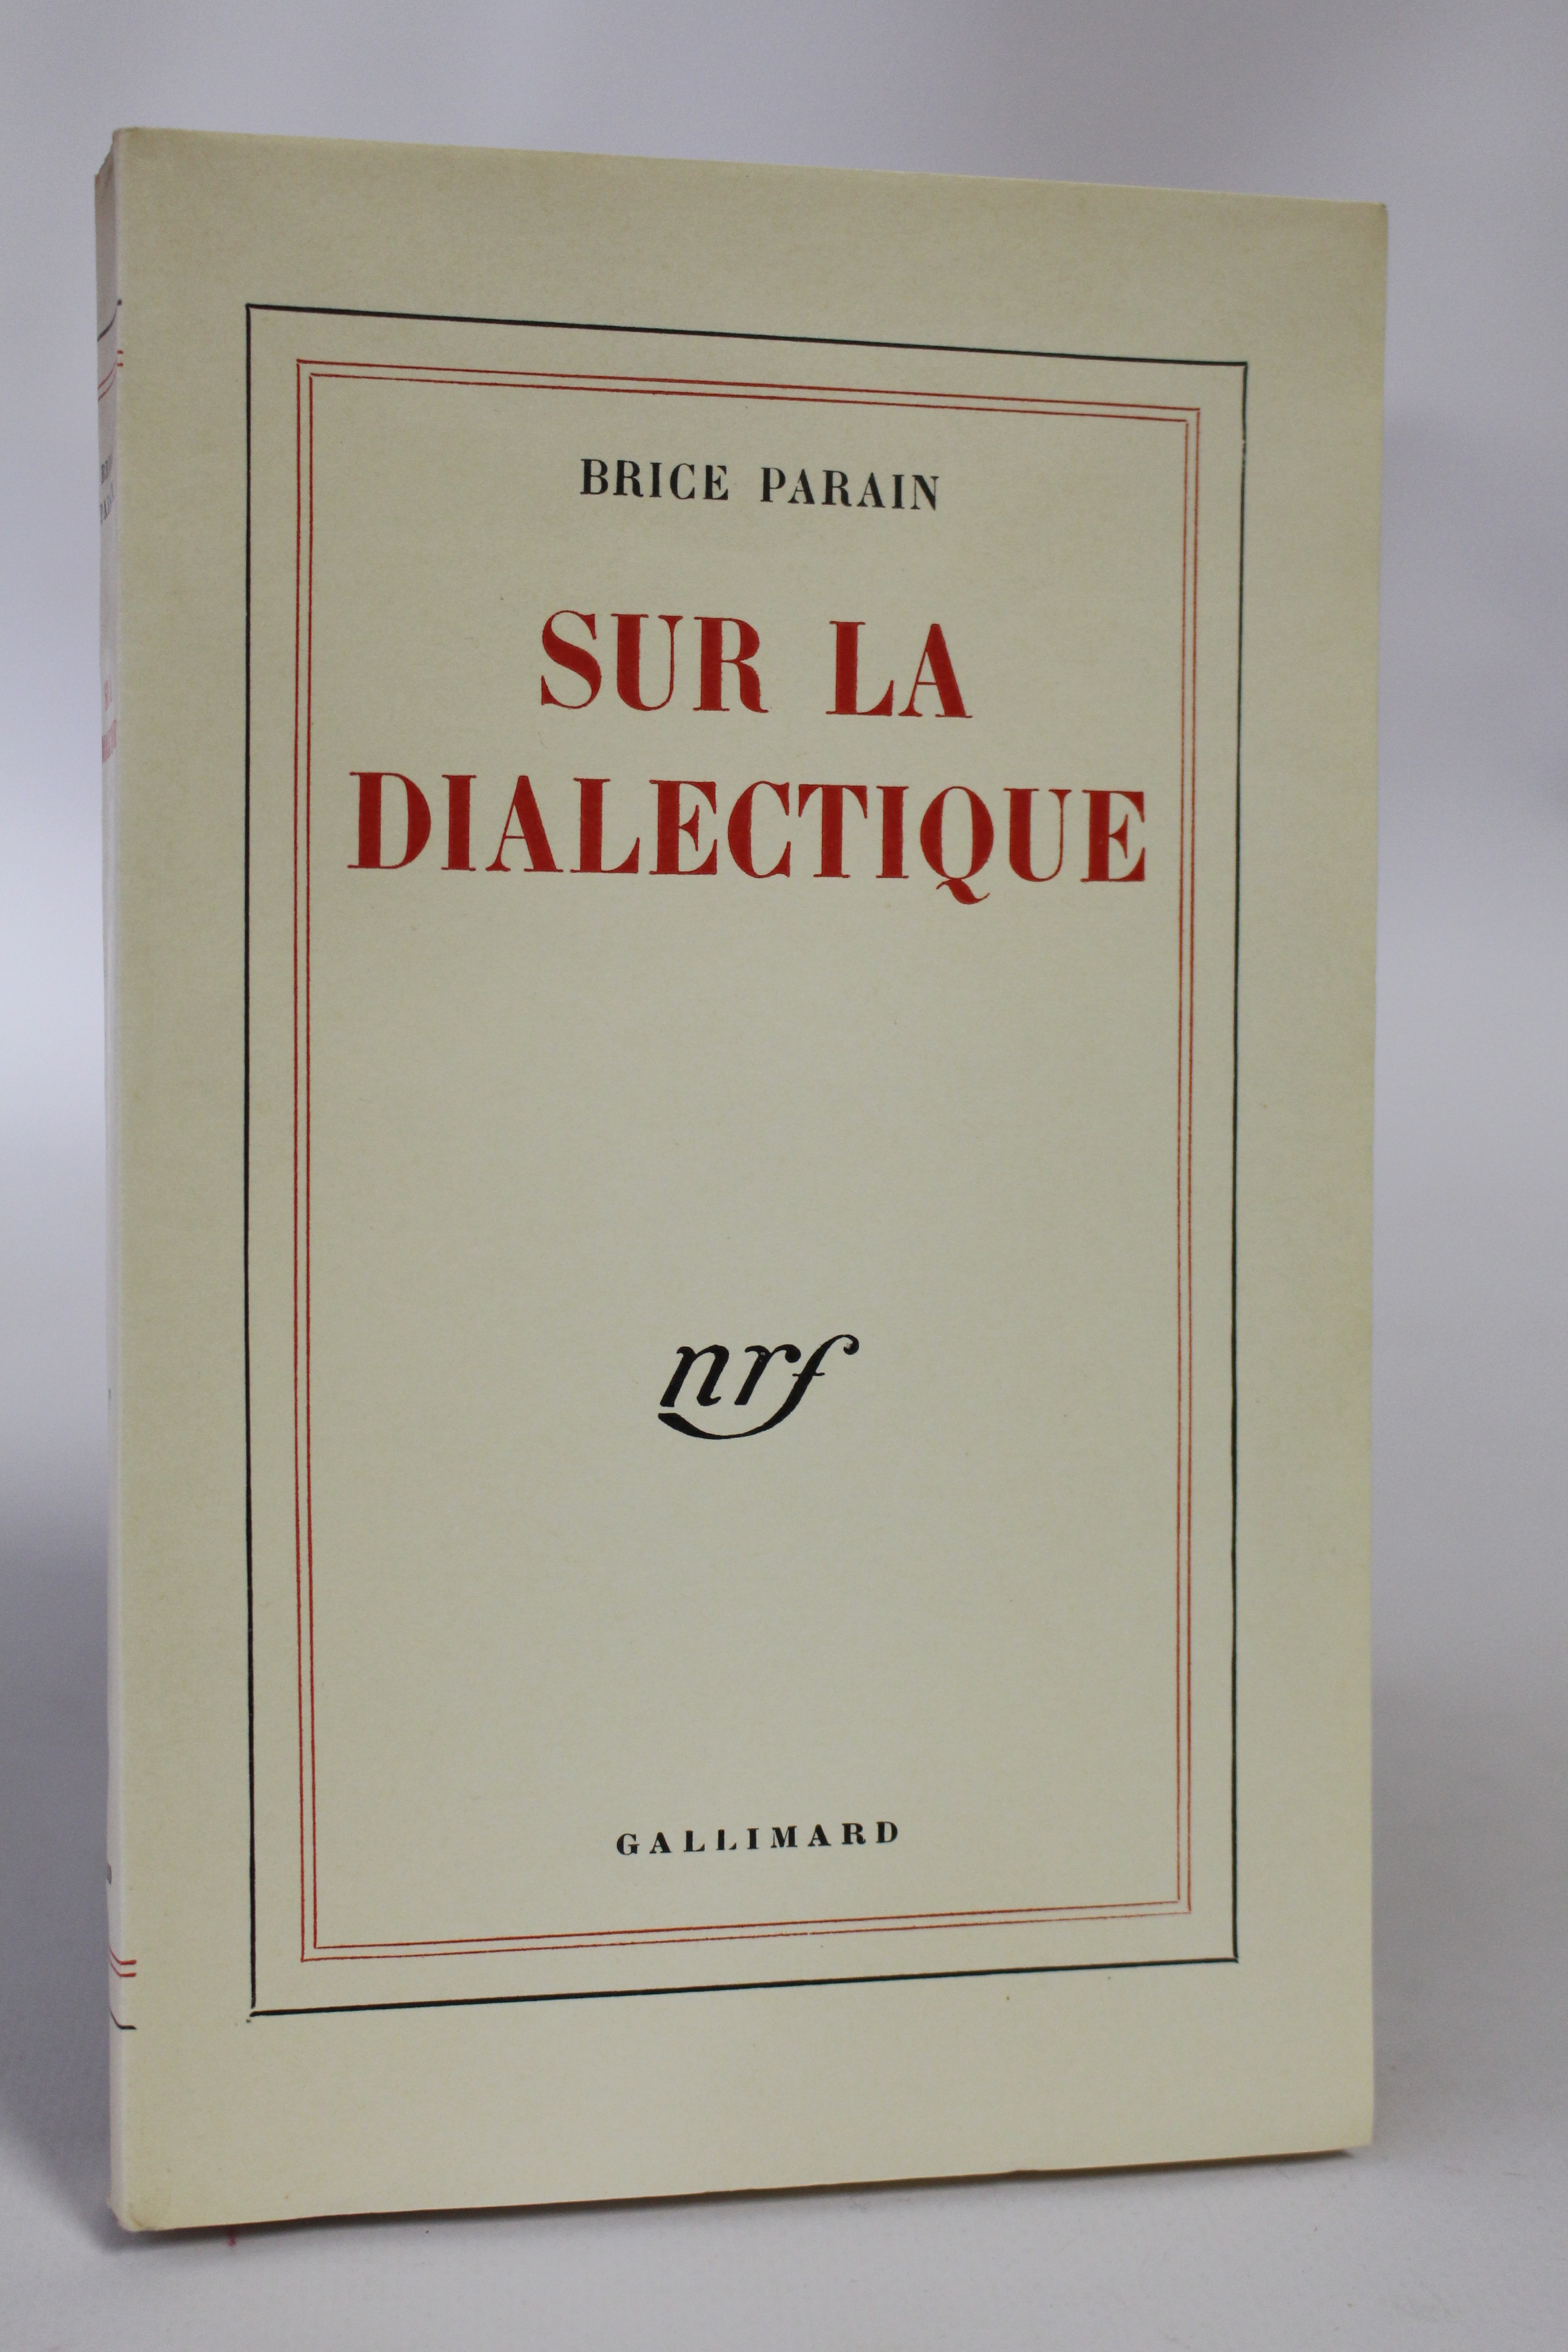 BRICE PARAIN
SUR LA
DIALECTIQUE
nrf
GALLIMARD